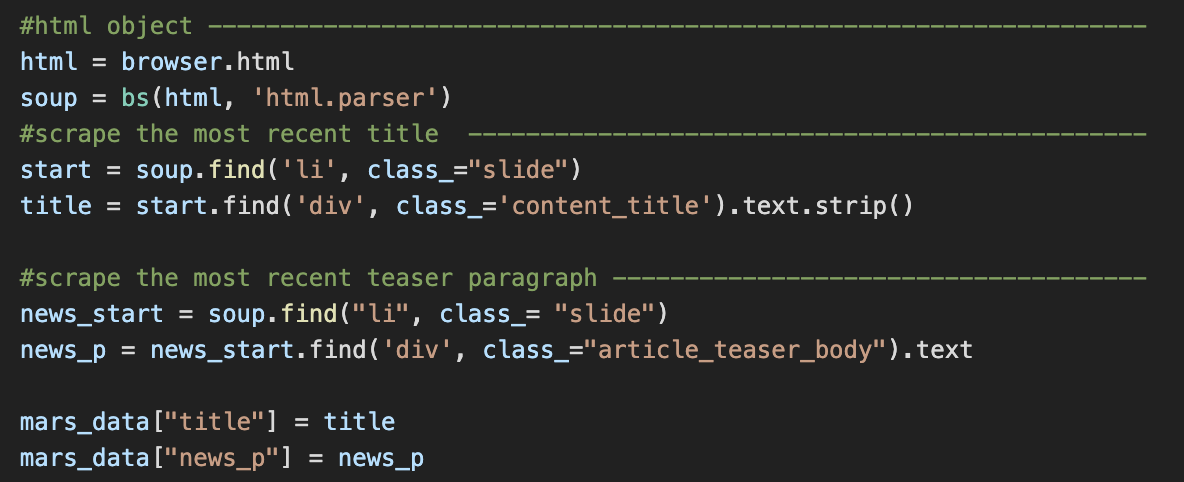 #html object -----------------------------------------------------------------
html = browser.html
soup = bs(html, 'html.parser')
#scrape the most recent title  -----------------------------------------------
start = soup.find('li', class_="slide")
title = start.find('div', class_='content_title').text.strip()
#scrape the most recent teaser paragraph -------------------------------------
news_start = soup.find("li", class_= "slide")
news_p = news_start.find('div', class_="article_teaser_body").text
mars_data["title"] = title
mars_data["news_p"] = news_p